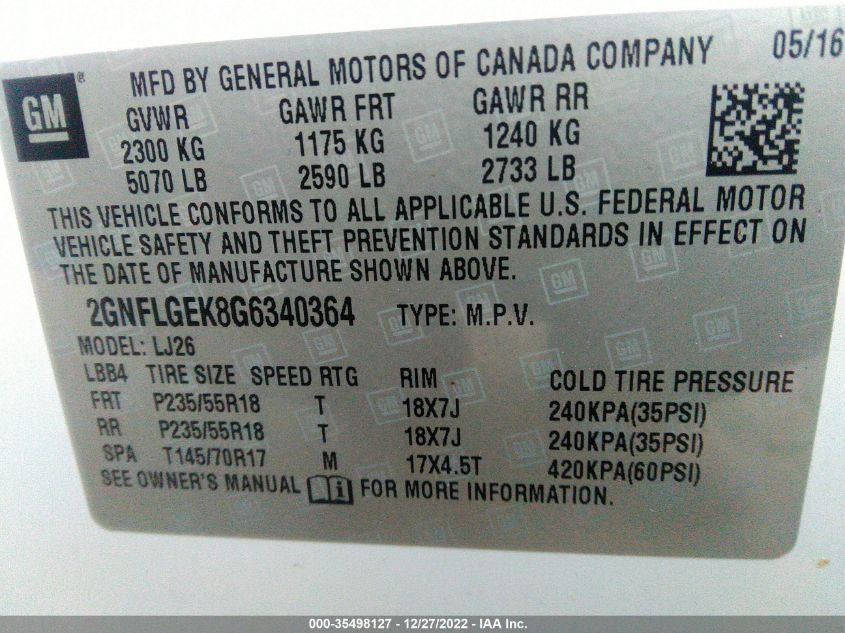 GM ® MFD BY GENERAL MOTORS OF CANADA COMPANY 05/16
GVWR GAWR FRT GAWR RR
2300 KG 1175 KG 1240 KG
5070 LB 2590 LB 2733 LB
THIS VEHICLE CONFORMS TO ALL APPLICABLE U.S. FEDERAL MOTOR
VEHICLE SAFETY AND THEFT PREVENTION STANDARDS IN EFFECT ON
THE DATE OF MANUFACTURE SHOWN ABOVE.
2GNFLGEK8G6340364 TYPE: M.P.V.
MODEL: LJ26
LBB4 TIRE SIZE SPEED RTG RIM COLD TIRE PRESSURE
FRT P235/55R18 T 18X7J 240KPA(35PSI)
RR P235/55R18 T 18X7J 240KPA(35PSI)
SPA T145/70R17 M 17X4.5T 420KPA(60PSI)
SEE OWNER'S MANUAL i FOR MORE INFORMATION.
000-35498127 - 12/27/2022 - IAA Inc.